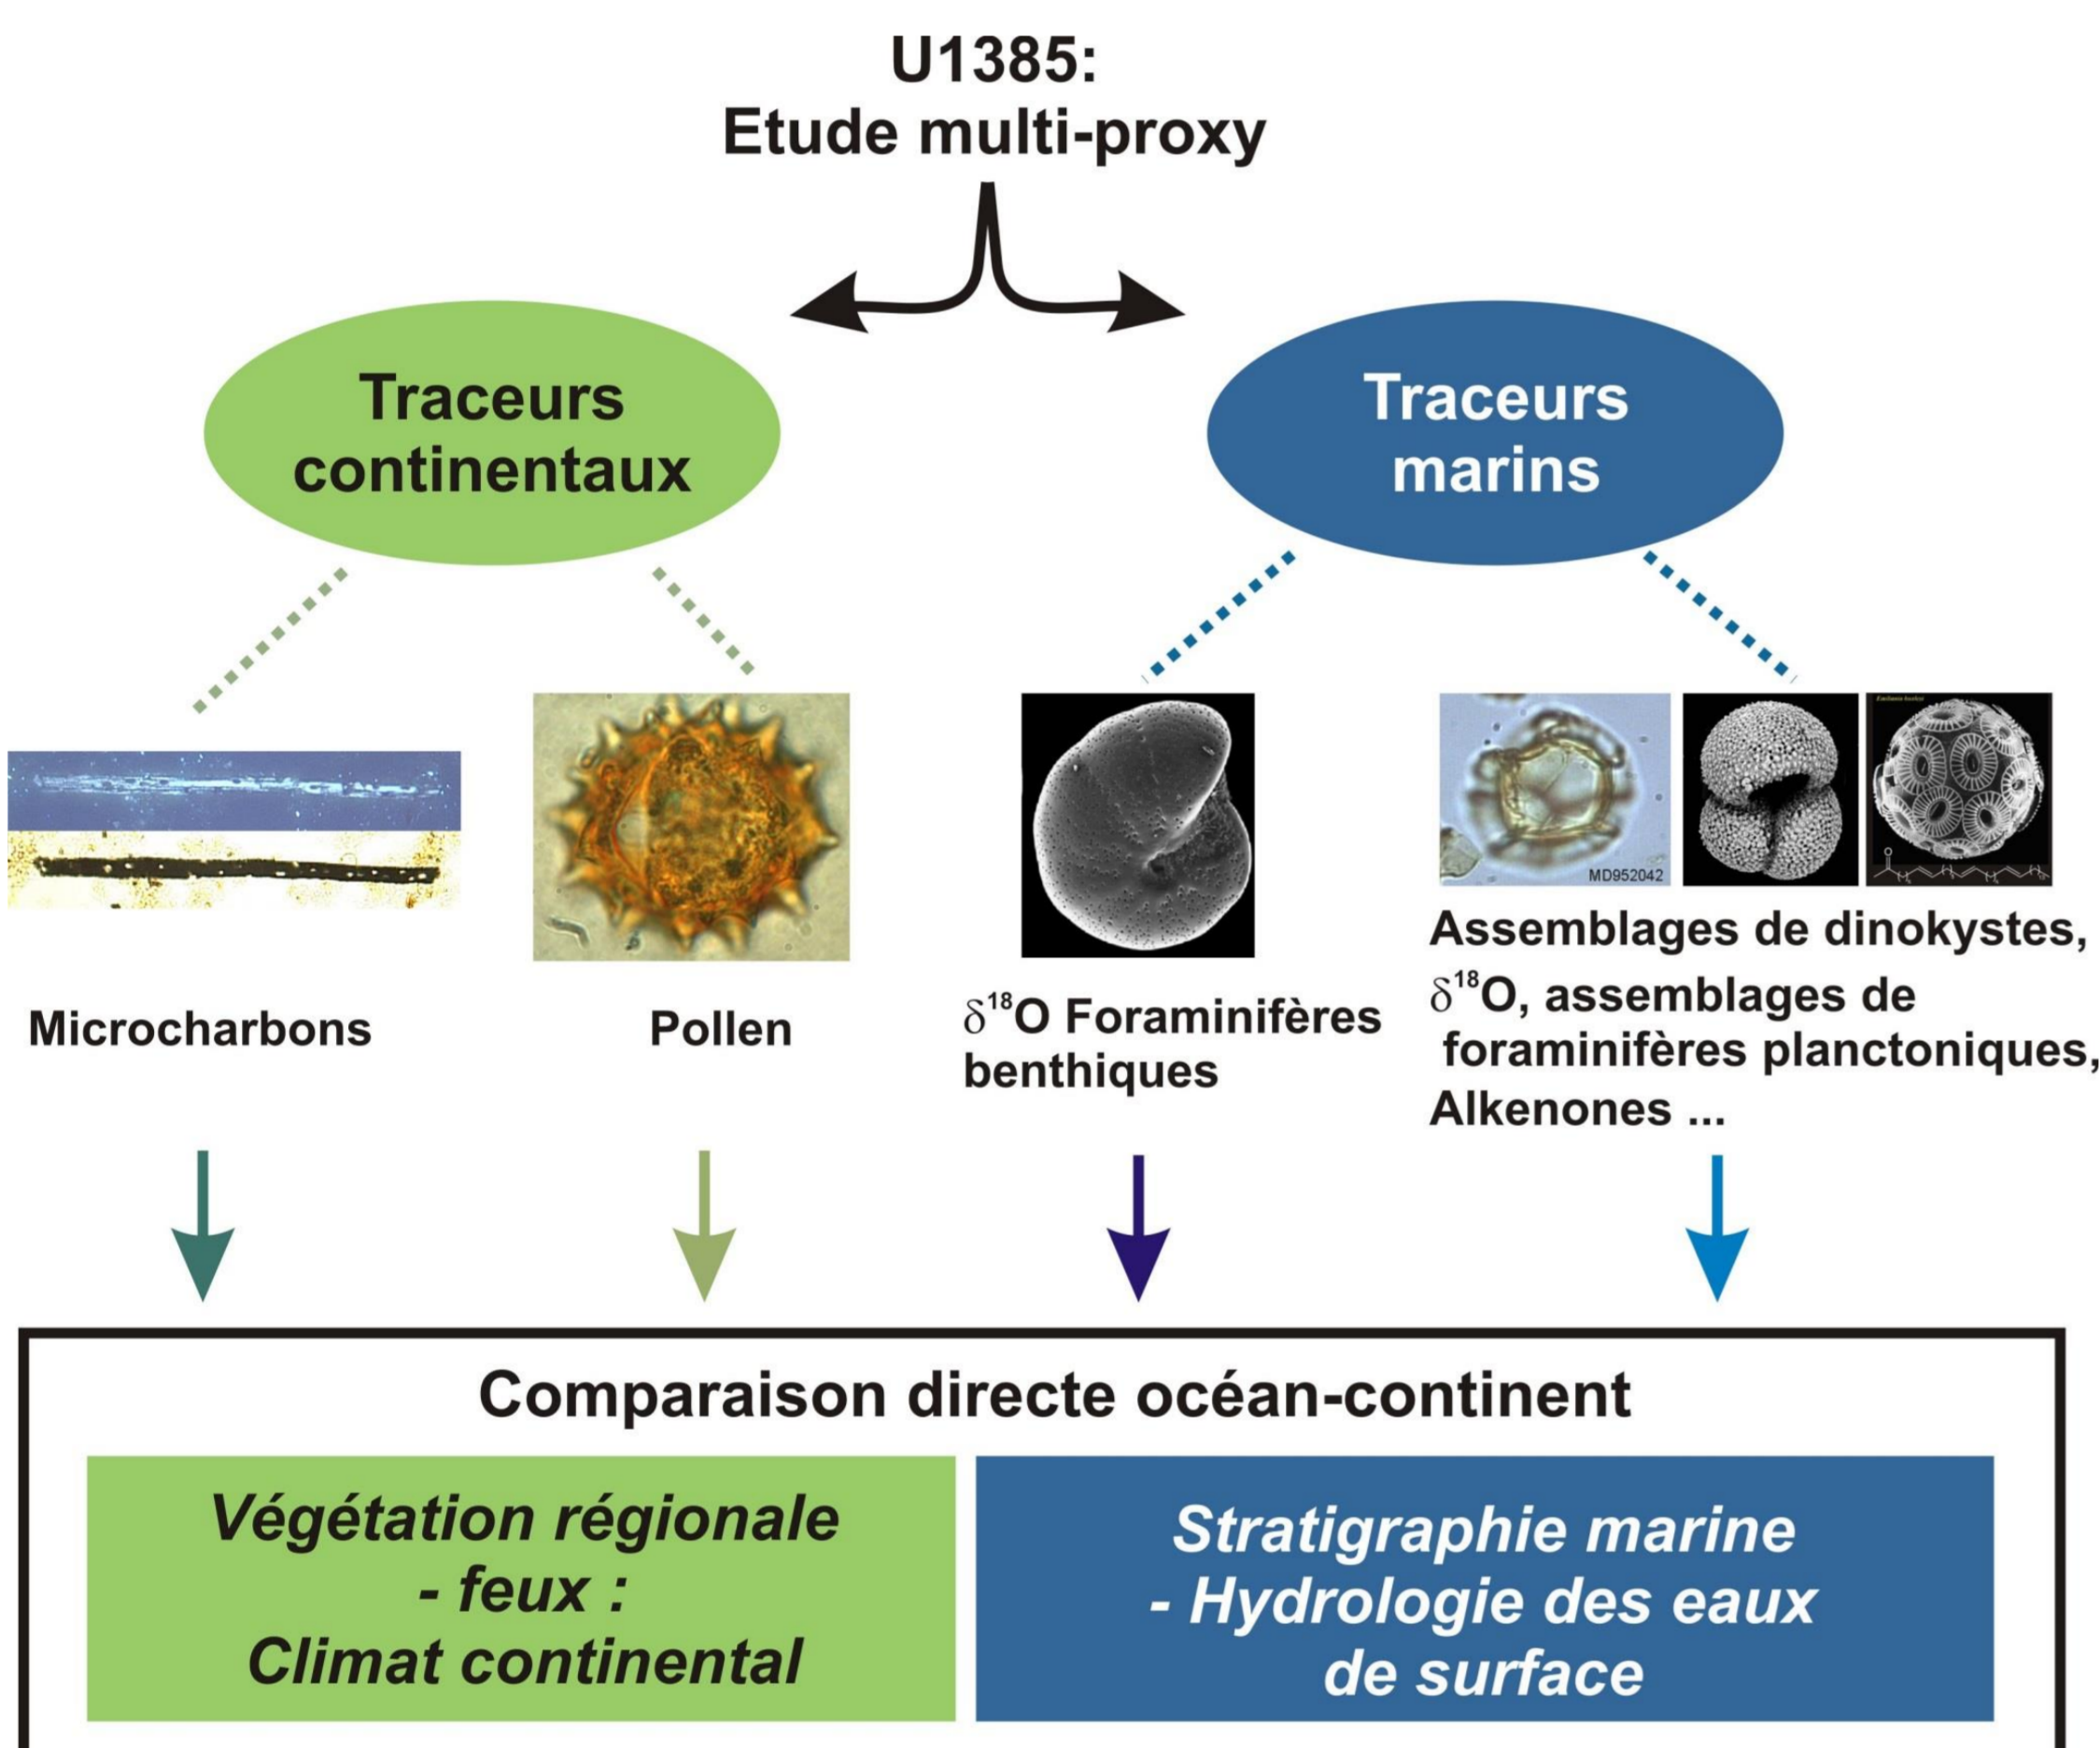 U1385:
Etude multi-proxy
Traceurs
continentaux
Traceurs
marins
MD952042
Microcharbons
Pollen
δ¹⁸O Foraminifères
benthiques
Assemblages de dinokystes,
δ¹⁸O, assemblages de
foraminifères planctoniques,
Alkenones ...
Comparaison directe océan-continent
Végétation régionale
- feux :
Climat continental
Stratigraphie marine
- Hydrologie des eaux
de surface